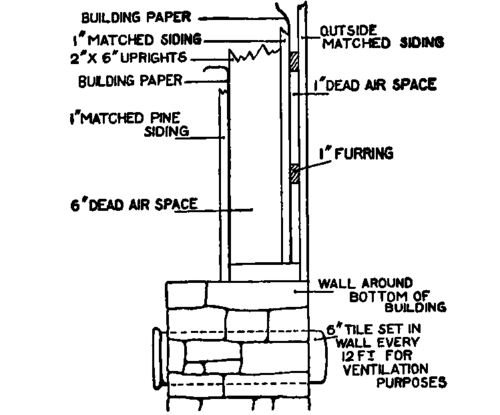 BUILDING PAPER
1" MATCHED SIDING
2" X 6" UPRIGHTS
BUILDING PAPER
1" MATCHED PINE
SIDING
6" DEAD AIR SPACE
OUTSIDE
MATCHED SIDING
1" DEAD AIR SPACE
1" FURRING
WALL AROUND
BOTTOM OF
BUILDING
6" TILE SET IN
WALL EVERY
12 FT FOR
VENTILATION
PURPOSES